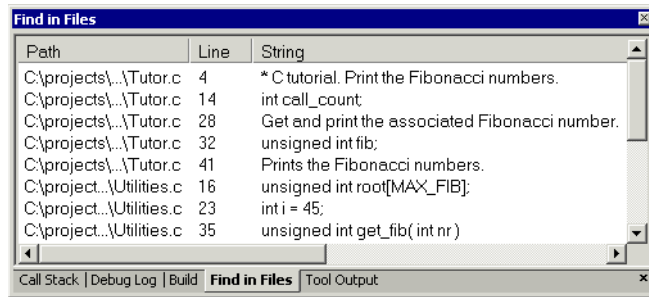 Find in Files
Path Line String
C:\projects\...\Tutor.c 4 * C tutorial. Print the Fibonacci numbers.
C:\projects\...\Tutor.c 14 int call_count;
C:\projects\...\Tutor.c 28 Get and print the associated Fibonacci number.
C:\projects\...\Tutor.c 32 unsigned int fib;
C:\projects\...\Tutor.c 41 Prints the Fibonacci numbers.
C:\project...\Utilities.c 16 unsigned int root[MAX_FIB];
C:\project...\Utilities.c 23 int i = 45;
C:\project...\Utilities.c 35 unsigned int get_fib( int nr )
Call Stack | Debug Log | Build Find in Files Tool Output